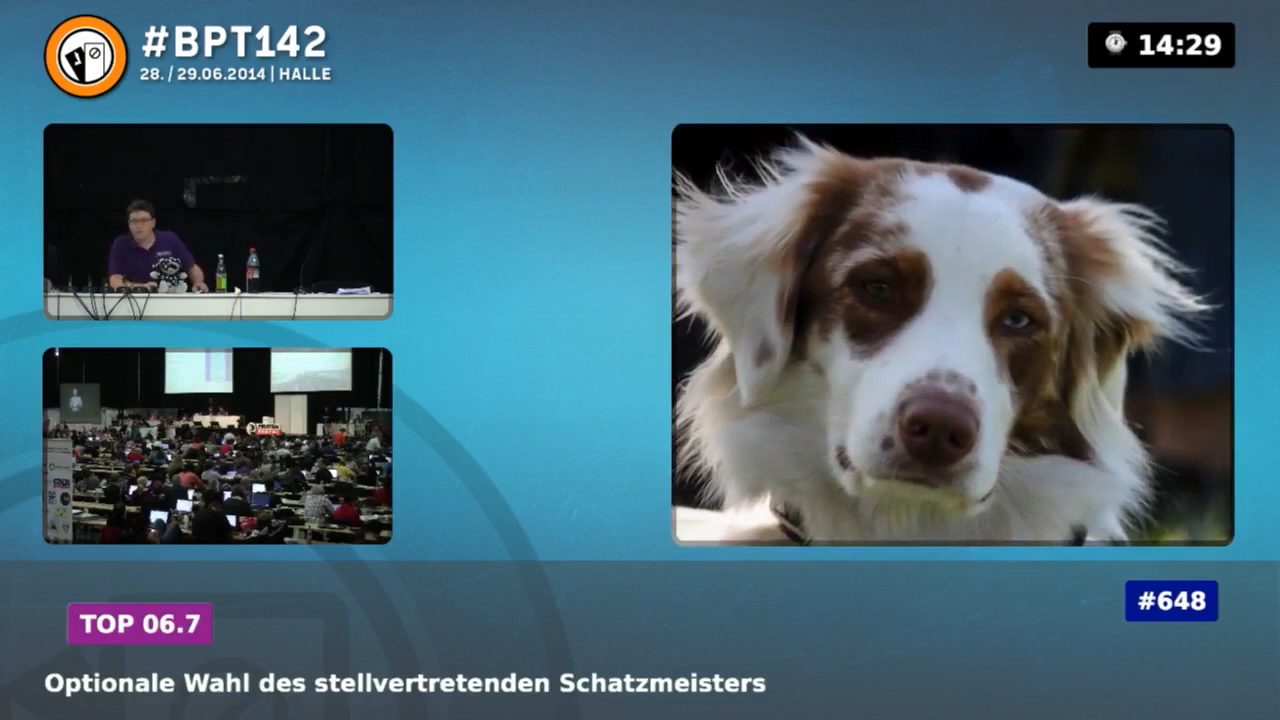 #BPT142
28. / 29.06.2014 | HALLE
14:29
#648
TOP 06.7
Optionale Wahl des stellvertretenden Schatzmeisters